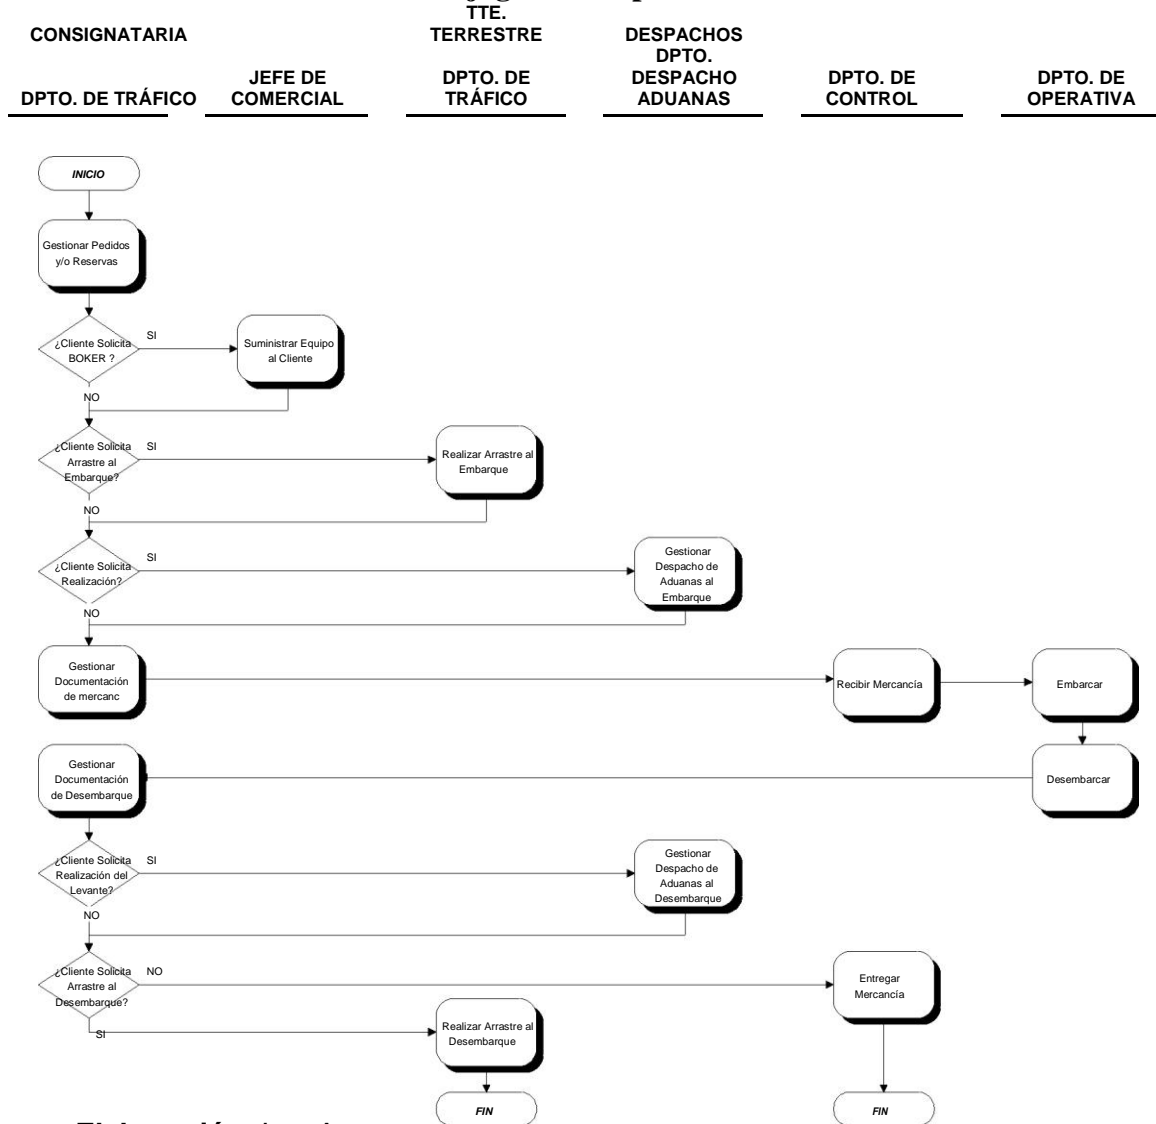 TTE.
CONSIGNATARIA
TERRESTRE
DESPACHOS
DPTO.
DPTO. DE TRÁFICO
JEFE DE
COMERCIAL
DPTO. DE
TRÁFICO
DESPACHO
ADUANAS
DPTO. DE
CONTROL
DPTO. DE
OPERATIVA
INICIO
Gestionar Pedidos
y/o Reservas
¿Cliente Solicita
BOKER ?
SI
Suministrar Equipo
al Cliente
NO
¿Cliente Solicita
Arrastre al
Embarque?
SI
Realizar Arrastre al
Embarque
NO
¿Cliente Solicita
Realización?
SI
Gestionar
Despacho de
Aduanas al
Embarque
NO
Gestionar
Documentación
de mercanc
Recibir Mercancía
Embarcar
Gestionar
Documentación
de Desembarque
Desembarcar
¿Cliente Solicita
Realización del
Levante?
SI
Gestionar
Despacho de
Aduanas al
Desembarque
NO
¿Cliente Solicita
Arrastre al
Desembarque?
NO
Entregar
Mercancía
SI
Realizar Arrastre al
Desembarque
FIN
FIN